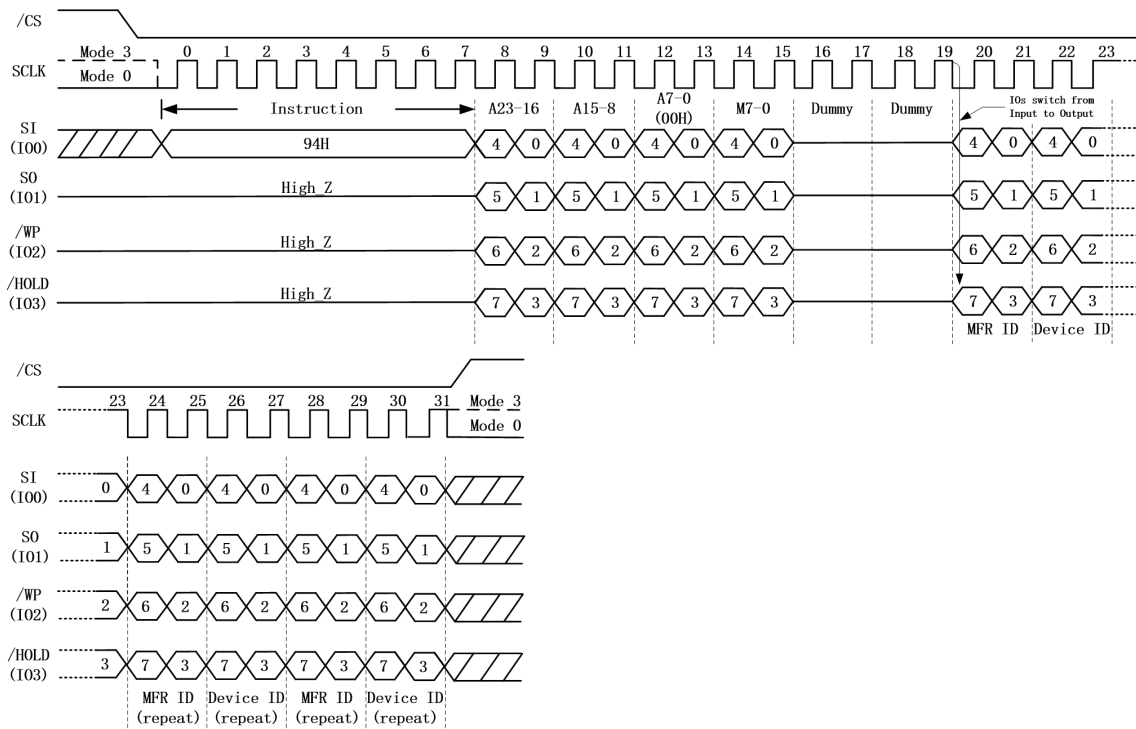 /CS
Mode 3 0 1 2 3 4 5 6 7 8 9 10 11 12 13 14 15 16 17 18 19 20 21 22 23
SCLK
Mode 0
Instruction A23-16 A15-8 A7-0 M7-0 Dummy Dummy
(00H)
IOs switch from
Input to Output
SI
(IO0)
94H 4 0 4 0 4 0 4 0 4 0 4 0
SO
(IO1)
High_Z 5 1 5 1 5 1 5 1 5 1 5 1
/WP
(IO2)
High_Z 6 2 6 2 6 2 6 2 6 2 6 2
/HOLD
(IO3)
High_Z 7 3 7 3 7 3 7 3 7 3 7 3
MFR ID Device ID
/CS
23 24 25 26 27 28 29 30 31 Mode 3
SCLK
Mode 0
SI
(IO0)
0 4 0 4 0 4 0 4 0
SO
(IO1)
1 5 1 5 1 5 1 5 1
/WP
(IO2)
2 6 2 6 2 6 2 6 2
/HOLD
(IO3)
3 7 3 7 3 7 3 7 3
MFR ID Device ID MFR ID Device ID
(repeat) (repeat) (repeat) (repeat)